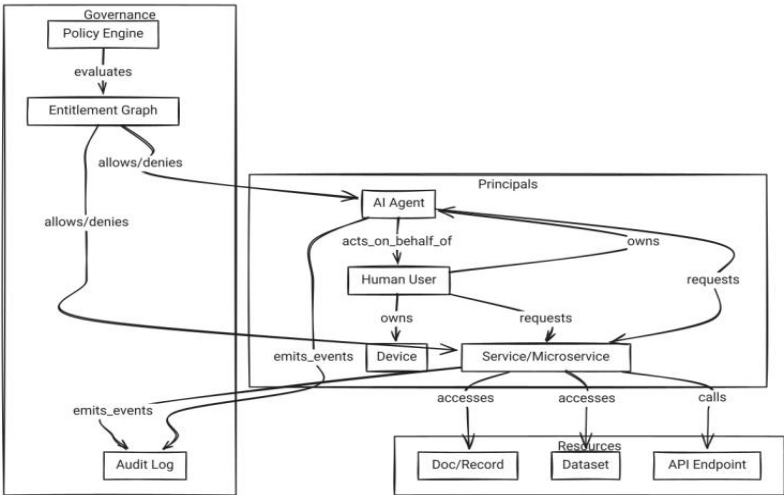 Governance
Policy Engine
evaluates
Entitlement Graph
allows/denies
allows/denies
Principals
AI Agent
acts_on_behalf_of
owns
Human User
requests
owns
requests
emits_events
Device
Service/Microservice
accesses
accesses
calls
emits_events
Resources
Audit Log
Doc/Record
Dataset
API Endpoint